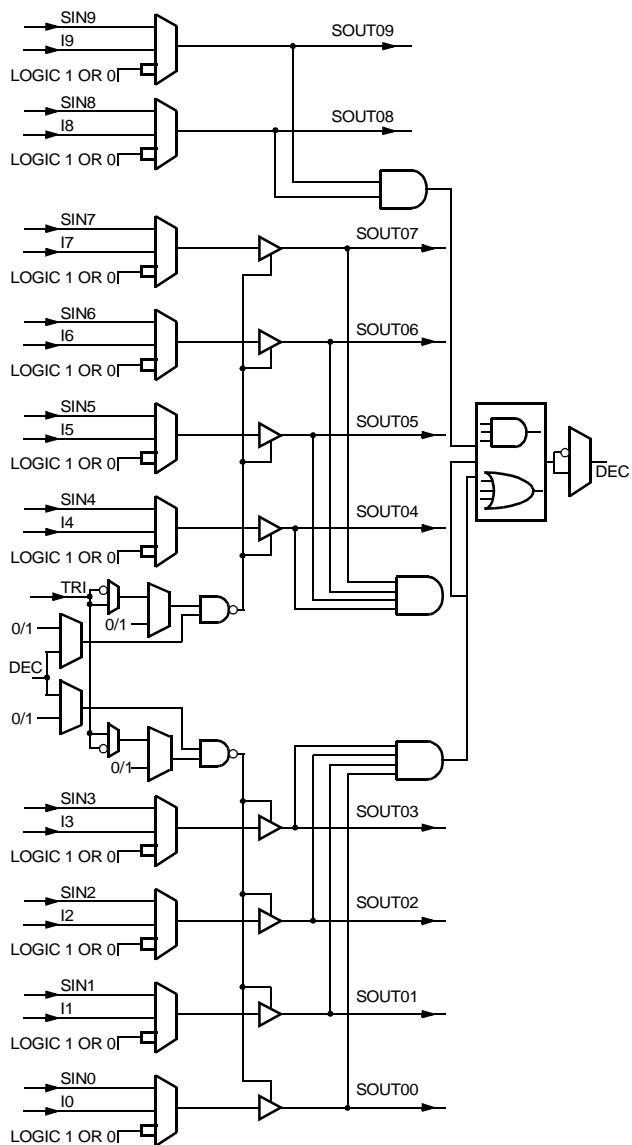 SIN9
SOUT09
I9
LOGIC 1 OR 0
SIN8
SOUT08
I8
LOGIC 1 OR 0
SIN7
SOUT07
I7
LOGIC 1 OR 0
SIN6
SOUT06
I6
LOGIC 1 OR 0
SIN5
SOUT05
I5
LOGIC 1 OR 0
DEC
SIN4
SOUT04
I4
LOGIC 1 OR 0
TRI
0/1
0/1
DEC
0/1
0/1
SIN3
SOUT03
I3
LOGIC 1 OR 0
SIN2
SOUT02
I2
LOGIC 1 OR 0
SIN1
SOUT01
I1
LOGIC 1 OR 0
SIN0
SOUT00
I0
LOGIC 1 OR 0